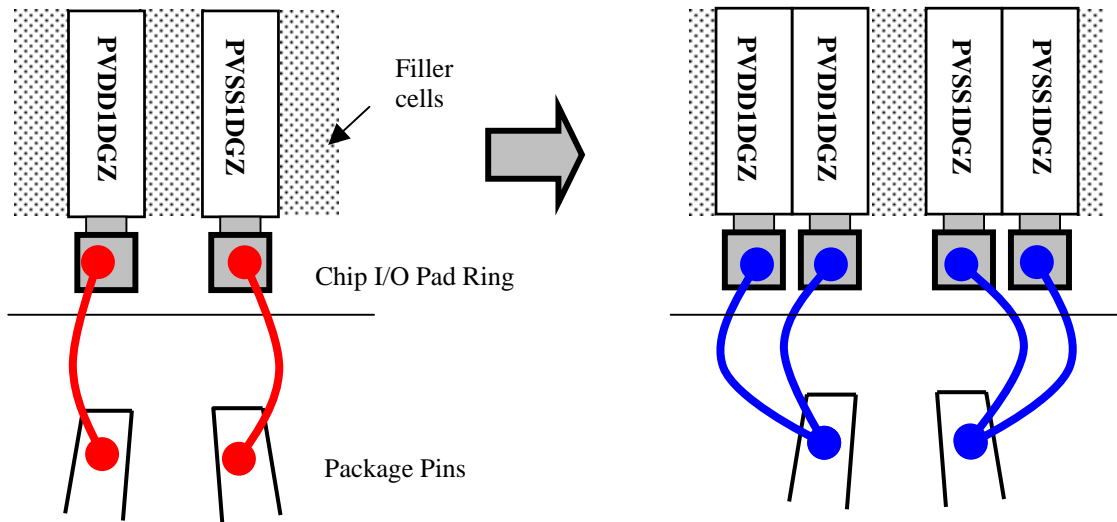 PVDD1DGZ
PVSS1DGZ
Filler
cells
Chip I/O Pad Ring
Package Pins
PVDD1DGZ
PVDD1DGZ
PVSS1DGZ
PVSS1DGZ